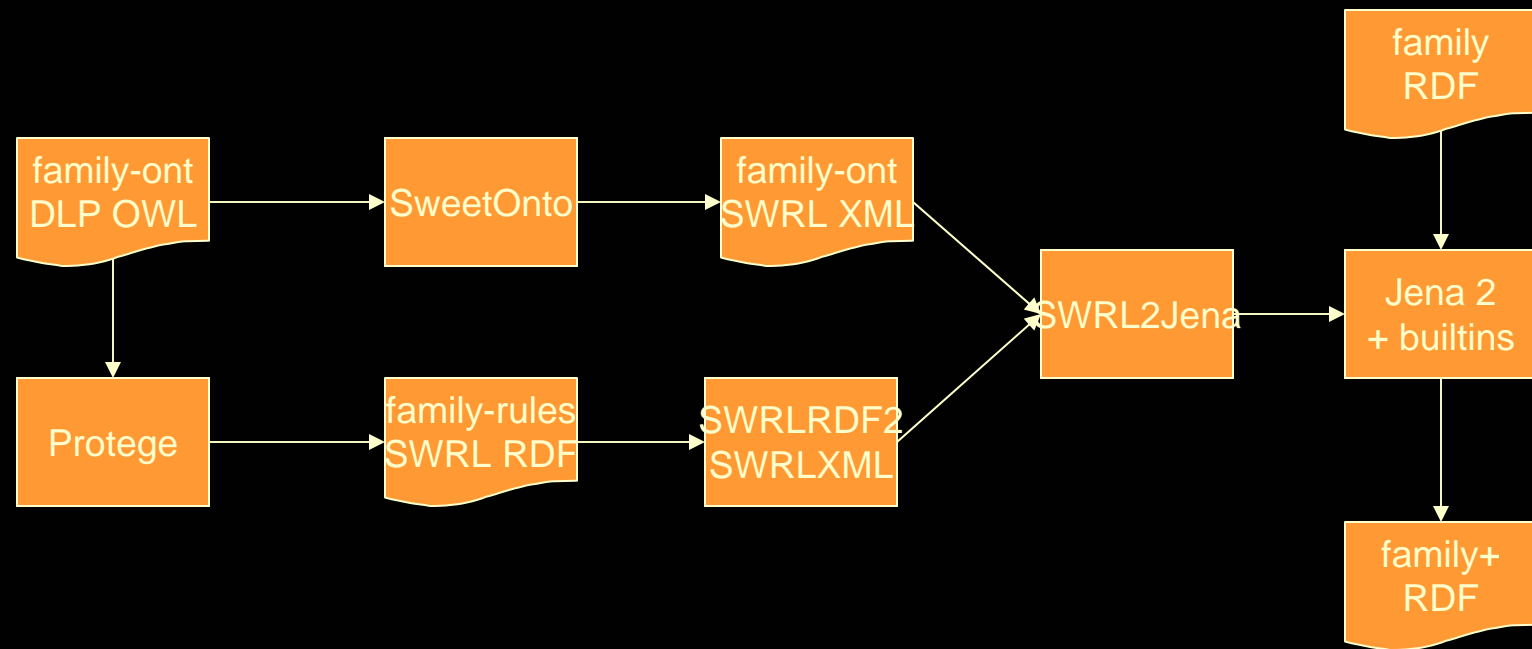 family
RDF
family-ont
DLP OWL
SweetOnto
family-ont
SWRL XML
SWRL2Jena
Jena 2
+ builtins
Protege
family-rules
SWRL RDF
SWRLRDF2
SWRLXML
family+
RDF